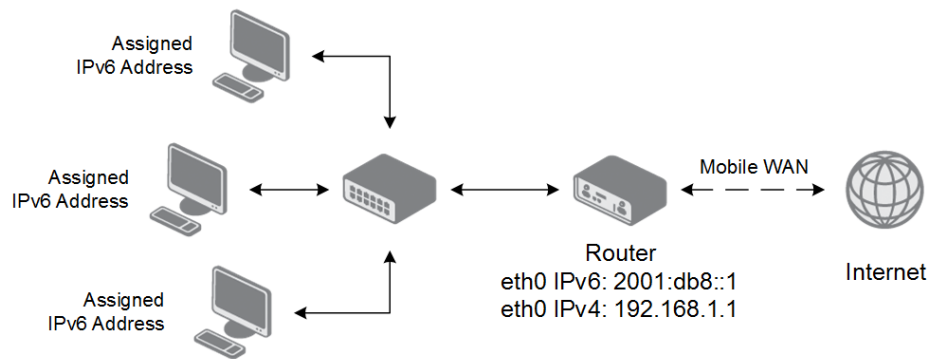 Assigned
IPv6 Address
Assigned
IPv6 Address
Assigned
IPv6 Address
Router
eth0 IPv6: 2001:db8::1
eth0 IPv4: 192.168.1.1
Mobile WAN
Internet